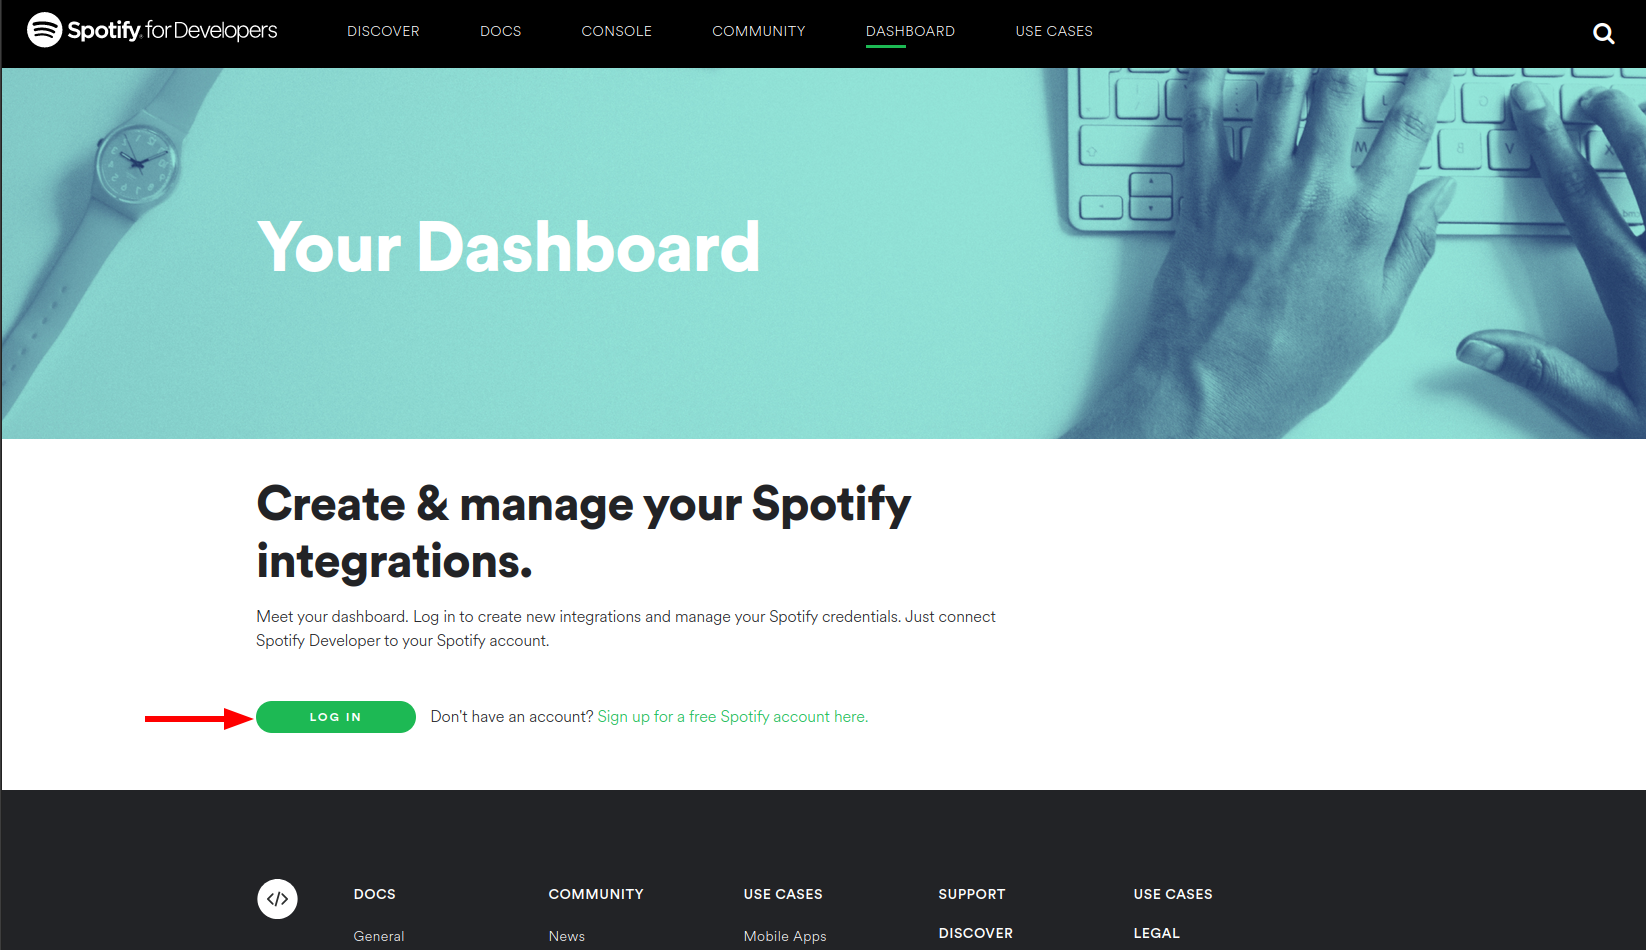 Spotify for Developers
DISCOVER
DOCS
CONSOLE
COMMUNITY
DASHBOARD
USE CASES
Your Dashboard
Create & manage your Spotify
integrations.
Meet your dashboard. Log in to create new integrations and manage your Spotify credentials. Just connect
Spotify Developer to your Spotify account.
LOG IN
Don't have an account? Sign up for a free Spotify account here.
</>
DOCS
General
COMMUNITY
News
USE CASES
Mobile Apps
SUPPORT
DISCOVER
USE CASES
LEGAL